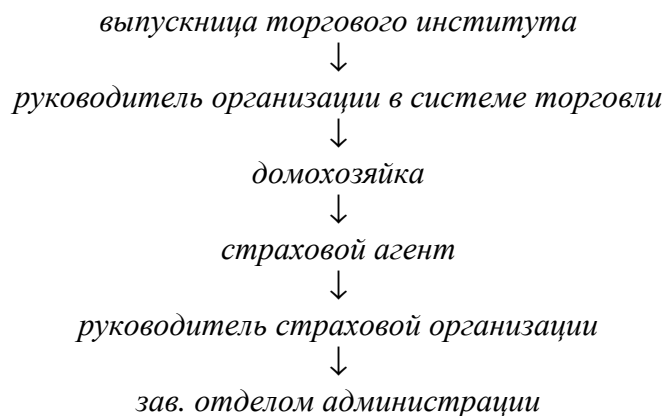 выпускница торгового института
↓
руководитель организации в системе торговли
↓
домохозяйка
↓
страховой агент
↓
руководитель страховой организации
↓
зав. отделом администрации